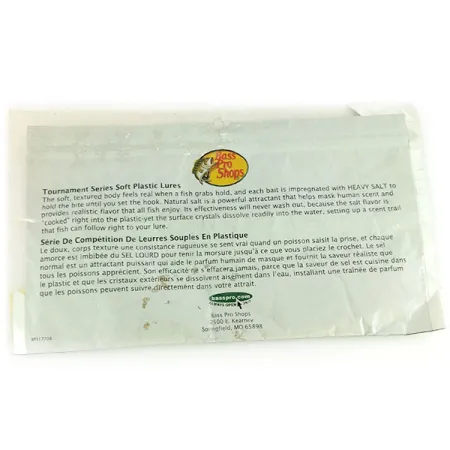 Bass
Pro
Shops
Tournament Series Soft Plastic Lures
The soft, textured body feels real when a fish grabs hold, and each bait is impregnated with HEAVY SALT to
hold the bite until you set the hook. Natural salt is a powerful attractant that helps mask human scent and
provides realistic flavor that all fish enjoy. Its effectiveness will never wash out, because the salt flavor is
"cooked" right into the plastic-yet the surface crystals dissolve readily into the water, setting up a scent trail
that fish can follow right to your lure.
Série De Compétition De Leurres Souples En Plastique
Le doux, corps texture une consistance rugueuse se sent vrai quand un poisson saisit la prise, et chaque
amorce est imbibée du SEL LOURD pour tenir la morsure jusqu'à ce que vous placiez le crochet. Le sel
normal est un attractant puissant qui aide le parfum humain de masque et fournit la saveur réaliste que
tous les poissons apprécient. Son efficacité ne s'effacera jamais, parce que la saveur de sel est cuisine dans
le plastic et que les cristaux extérieurs se dissolvent aisément dans l'eau, installant une traînée de parfum
que les poissons peuvent suivre directement dans votre attrait.
basspro.com
ALWAYS OPEN
Bass Pro Shops
2500 E. Kearney
Springfield, MO 65898